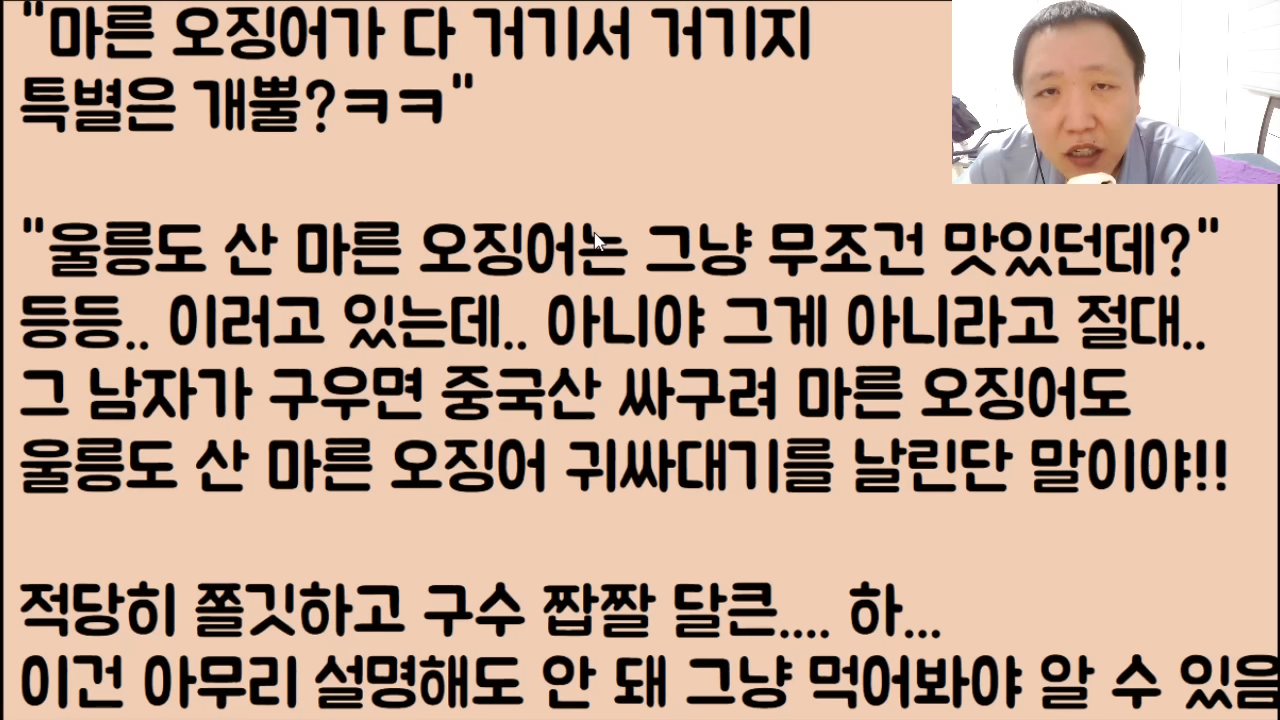 "마른 오징어가 다 거기서 거기지
특별은 개뿔?ㅋㅋ"
"울릉도 산 마른 오징어는 그냥 무조건 맛있던데?"
등등.. 이러고 있는데.. 아니야 그게 아니라고 절대..
그 남자가 구우면 중국산 싸구려 마른 오징어도
울릉도 산 마른 오징어 귀싸대기를 날린단 말이야!!
적당히 쫄깃하고 구수 짭짤 달큰.... 하...
이건 아무리 설명해도 안 돼 그냥 먹어봐야 알 수 있음